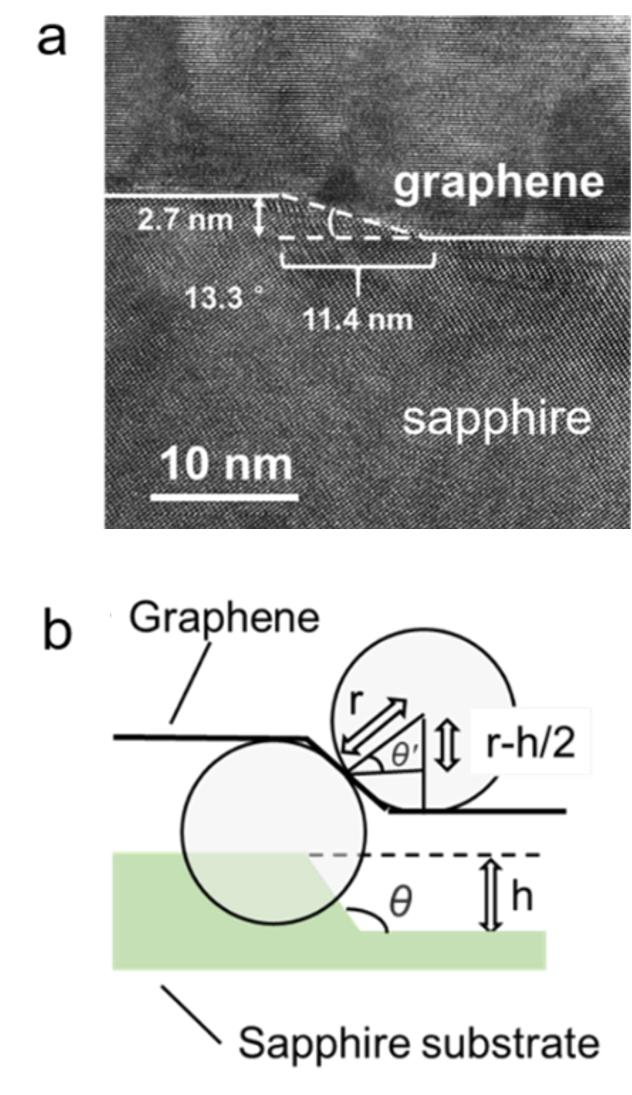 a
graphene
2.7 nm
13.3 °
11.4 nm
sapphire
10 nm
b
Graphene
r
θ'
r-h/2
θ
h
Sapphire substrate